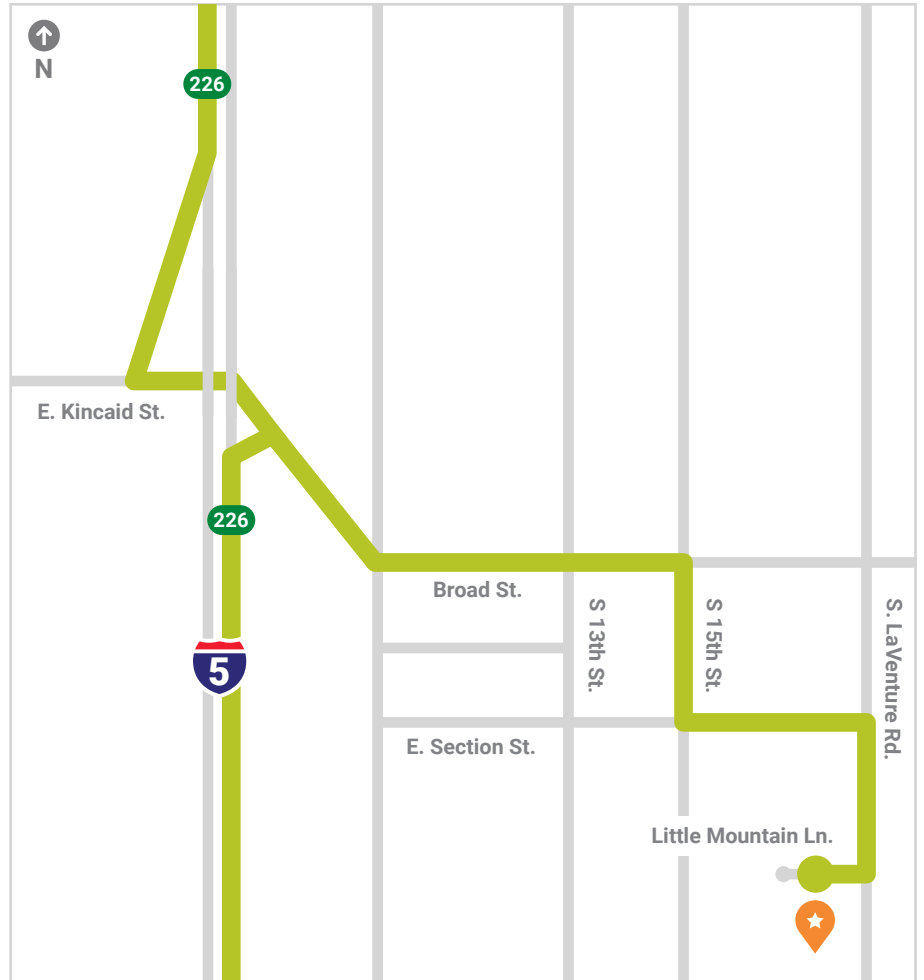 N
226
E. Kincaid St.
226
Broad St.
S 13th St.
S 15th St.
S. LaVenture Rd.
5
E. Section St.
Little Mountain Ln.